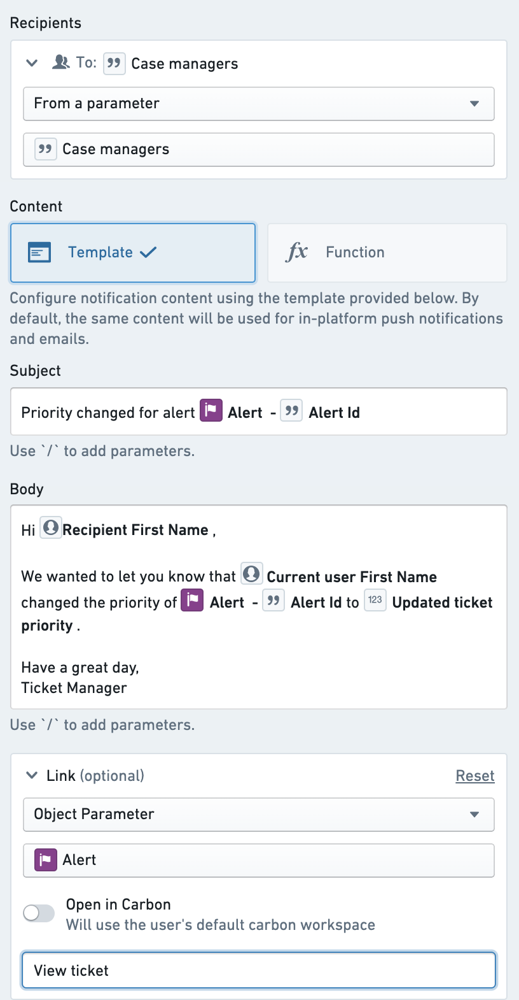 Recipients
To: ❞ Case managers
From a parameter
❞ Case managers
Content
Template
fx Function
Configure notification content using the template provided below. By
default, the same content will be used for in-platform push notifications
and emails.
Subject
Priority changed for alert Alert - ❞ Alert Id
Use `/` to add parameters.
Body
Hi Recipient First Name ,
We wanted to let you know that Current user First Name
changed the priority of Alert - ❞ Alert Id to 123 Updated ticket
priority .
Have a great day,
Ticket Manager
Use `/` to add parameters.
Link (optional) Reset
Object Parameter
Alert
Open in Carbon
Will use the user's default carbon workspace
View ticket